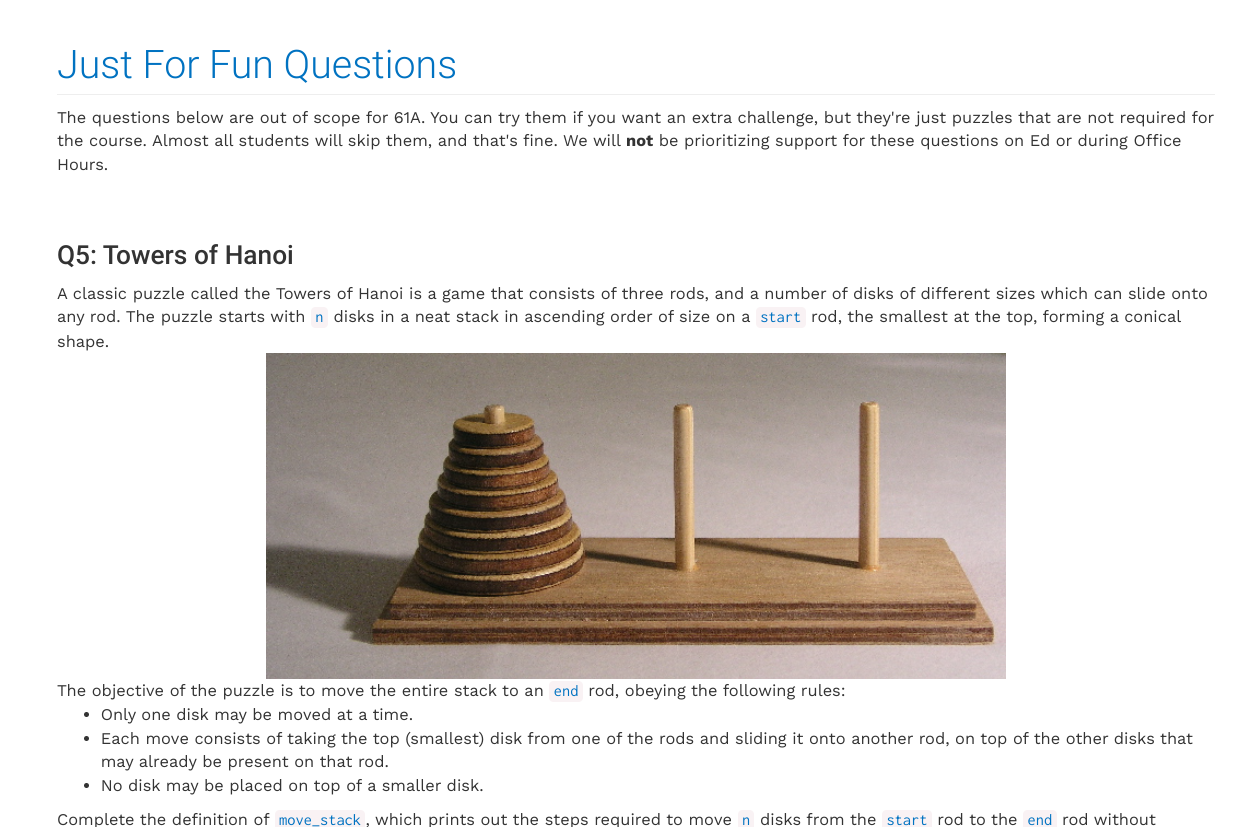 Just For Fun Questions
The questions below are out of scope for 61A. You can try them if you want an extra challenge, but they're just puzzles that are not required for
the course. Almost all students will skip them, and that's fine. We will not be prioritizing support for these questions on Ed or during Office
Hours.
Q5: Towers of Hanoi
A classic puzzle called the Towers of Hanoi is a game that consists of three rods, and a number of disks of different sizes which can slide onto
any rod. The puzzle starts with n disks in a neat stack in ascending order of size on a start rod, the smallest at the top, forming a conical
shape.
The objective of the puzzle is to move the entire stack to an end rod, obeying the following rules:
• Only one disk may be moved at a time.
• Each move consists of taking the top (smallest) disk from one of the rods and sliding it onto another rod, on top of the other disks that
may already be present on that rod.
• No disk may be placed on top of a smaller disk.
Complete the definition of move_stack, which prints out the steps required to move n disks from the start rod to the end rod without